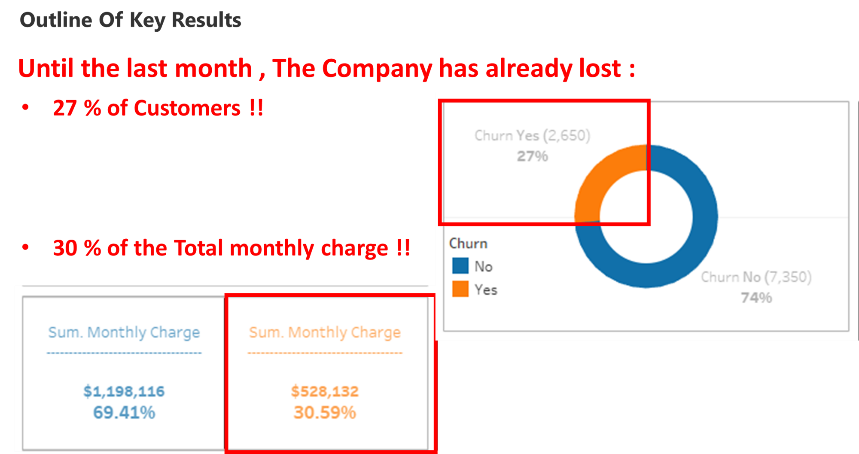 Outline Of Key Results
Until the last month , The Company has already lost :
• 27 % of Customers !!
Churn Yes (2,650)
27%
• 30 % of the Total monthly charge !!
Churn
No
Yes
Churn No (7,350)
74%
Sum. Monthly Charge
$1,198,116
69.41%
Sum. Monthly Charge
$528,132
30.59%